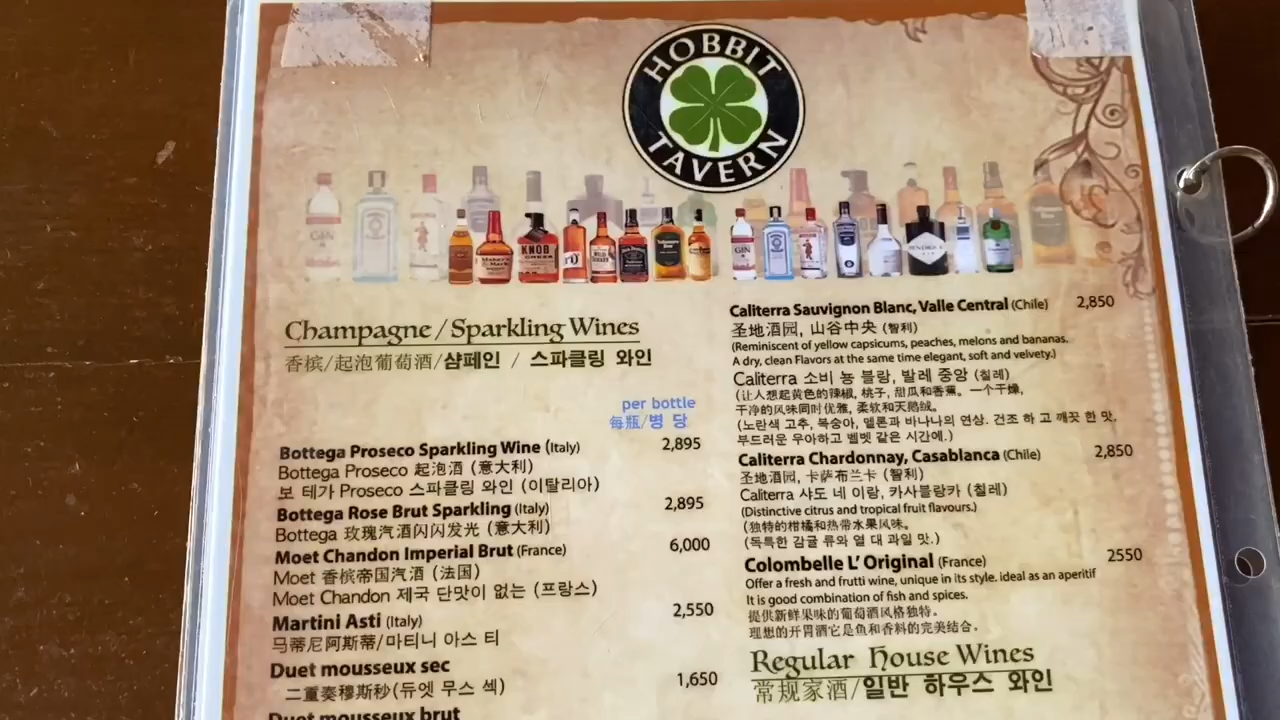 HOBBIT
TAVERN
Champagne / Sparkling Wines
香槟/起泡葡萄酒/샴페인 / 스파클링 와인
per bottle
每瓶/병 당
Bottega Proseco Sparkling Wine (Italy) 2,895
Bottega Proseco 起泡酒 (意大利)
보 테가 Proseco 스파클링 와인 (이탈리아)
Bottega Rose Brut Sparkling (Italy) 2,895
Bottega 玫瑰汽酒闪闪发光 (意大利)
Moet Chandon Imperial Brut (France) 6,000
Moet 香槟帝国汽酒 (法国)
Moet Chandon 제국 단맛이 없는 (프랑스)
Martini Asti (Italy) 2,550
马蒂尼阿斯蒂/마티니 아스 티
Duet mousseux sec 1,650
二重奏穆斯秒(듀엣 무스 섹)
Duet mousseux brut
Caliterra Sauvignon Blanc, Valle Central (Chile) 2,850
圣地酒园, 山谷中央 (智利)
(Reminiscent of yellow capsicums, peaches, melons and bananas.
A dry, clean Flavors at the same time elegant, soft and velvety.)
Caliterra 소비 뇽 블랑, 발레 중앙 (칠레)
(让人想起黄色的辣椒, 桃子, 甜瓜和香蕉。一个干燥,
干净的风味同时优雅, 柔软和天鹅绒。
(노란색 고추, 복숭아, 멜론과 바나나의 연상. 건조 하 고 깨끗 한 맛,
부드러운 우아하고 벨벳 같은 시간에.)
Caliterra Chardonnay, Casablanca (Chile) 2,850
圣地酒园, 卡萨布兰卡 (智利)
Caliterra 샤도 네 이랑, 카사블랑카 (칠레)
(Distinctive citrus and tropical fruit flavours.)
(独特的柑橘和热带水果风味。
(독특한 감귤 류와 열 대 과일 맛.)
Colombelle L' Original (France) 2550
Offer a fresh and frutti wine, unique in its style. ideal as an aperitif
It is good combination of fish and spices.
提供新鲜果味的葡萄酒风格独特。
理想的开胃酒它是鱼和香料的完美结合。
Regular House Wines
常规家酒/일반 하우스 와인